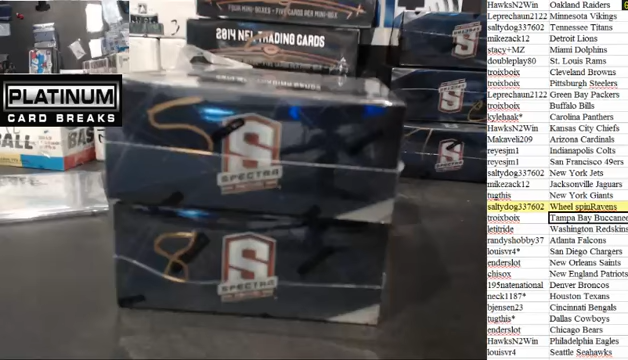 PLATINUM
CARD BREAKS
2014 NFL TRADING CARDS
S
SPECTRA
S
SPECTRA
8
BALL
HawksN2Win Oakland Raiders
Leprechaun2122 Minnesota Vikings
saltydog337602 Tennessee Titans
mikezack12 Detroit Lions
stacy+MZ Miami Dolphins
doubleplay80 St. Louis Rams
troixboix Cleveland Browns
troixboix Pittsburgh Steelers
Leprechaun2122 Green Bay Packers
troixboix Buffalo Bills
kylehaak* Carolina Panthers
HawksN2Win Kansas City Chiefs
Makaveli209 Arizona Cardinals
reyesjm1 Indianapolis Colts
reyesjm1 San Francisco 49ers
saltydog337602 New York Jets
mikezack12 Jacksonville Jaguars
tugthis New York Giants
saltydog337602 Wheel spinRavens
troixboix Tampa Bay Buccanee
letitride Washington Redskins
randyshobby37 Atlanta Falcons
louisvr4* San Diego Chargers
enderslot New Orleans Saints
chisox New England Patriots
195natenational Denver Broncos
neck1187* Houston Texans
bjensen23 Cincinnati Bengals
tugthis* Dallas Cowboys
enderslot Chicago Bears
HawksN2Win Philadelphia Eagles
louisvr4 Seattle Seahawks